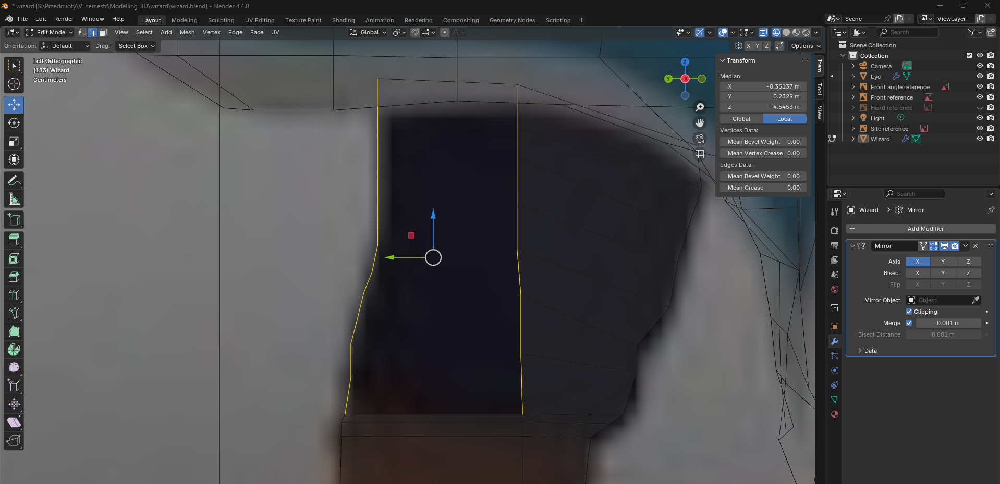 * wizard [S:\Przedmioty\VI semestr\Modelling_3D\wizard\wizard.blend] - Blender 4.4.0
File Edit Render Window Help Layout Modeling Sculpting UV Editing Texture Paint Shading Animation Rendering Compositing Geometry Nodes Scripting + Scene ViewLayer
Edit Mode View Select Add Mesh Vertex Edge Face UV Global Search
Orientation: Default Drag: Select Box X Y Z Options
Scene Collection
Collection
Camera
Eye
Front angle reference
Front reference
Hand reference
Light
Site reference
Wizard
Left Orthographic
(133) Wizard
Centimeters
Z
Y
-X
Transform
Median:
X -0.35137 m
Y 0.2329 m
Z -4.5453 m
Global Local
Vertices Data:
Mean Bevel Weight 0.00
Mean Vertex Crease 0.00
Edges Data:
Mean Bevel Weight 0.00
Mean Crease 0.00
Item
Tool
View
Search
Wizard > Mirror
+ Add Modifier
Mirror
Axis X Y Z
Bisect X Y Z
Flip X Y Z
Mirror Object Object
Clipping
Merge 0.001 m
Bisect Distance 0.001 m
Data